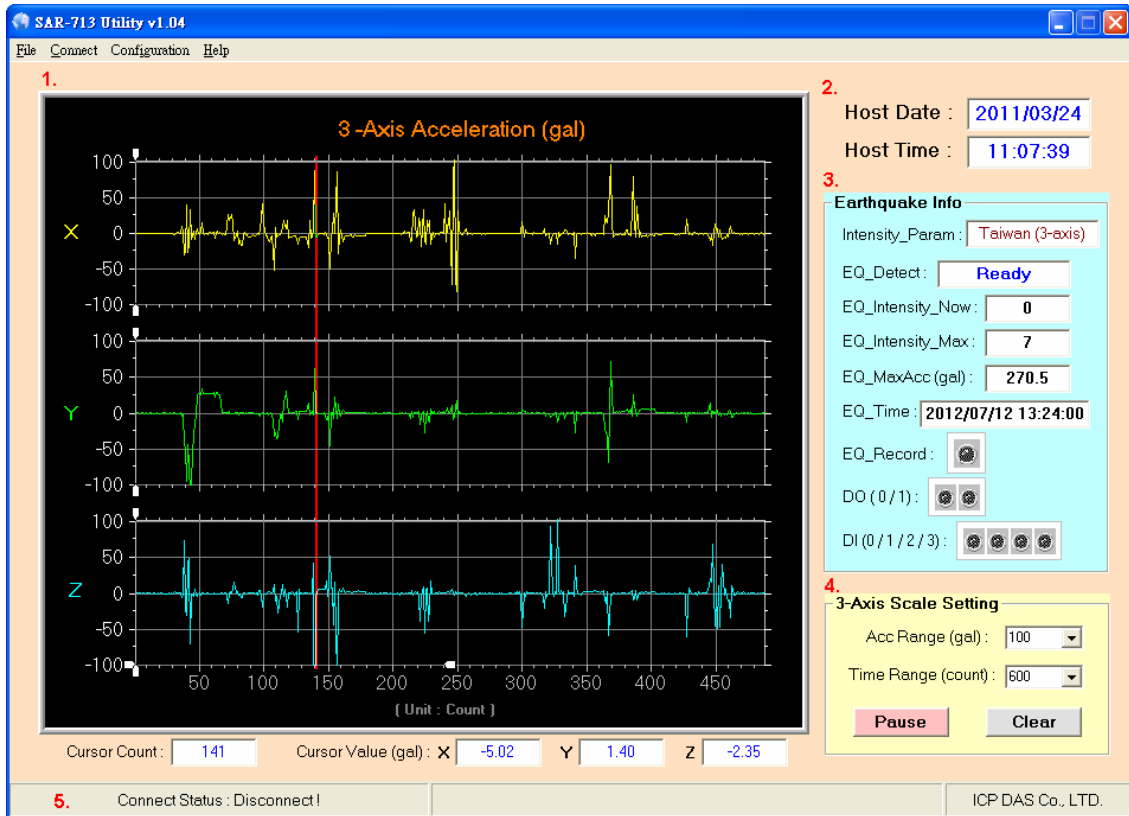 SAR-713 Utility v1.04
File Connect Configuration Help
1.
3-Axis Acceleration (gal)
100
50
X 0
-50
-100
100
50
Y 0
-50
-100
100
50
Z 0
-50
-100
50 100 150 200 250 300 350 400 450
[ Unit : Count ]
Cursor Count : 141 Cursor Value (gal) : X -5.02 Y 1.40 Z -2.35
2.
Host Date : 2011/03/24
Host Time : 11:07:39
3.
Earthquake Info
Intensity_Param : Taiwan (3-axis)
EQ_Detect : Ready
EQ_Intensity_Now : 0
EQ_Intensity_Max : 7
EQ_MaxAcc (gal) : 270.5
EQ_Time : 2012/07/12 13:24:00
EQ_Record :
DO (0 / 1) :
DI (0 / 1 / 2 / 3) :
4.
3-Axis Scale Setting
Acc Range (gal) : 100
Time Range (count) : 600
Pause Clear
5. Connect Status : Disconnect ! ICP DAS Co., LTD.